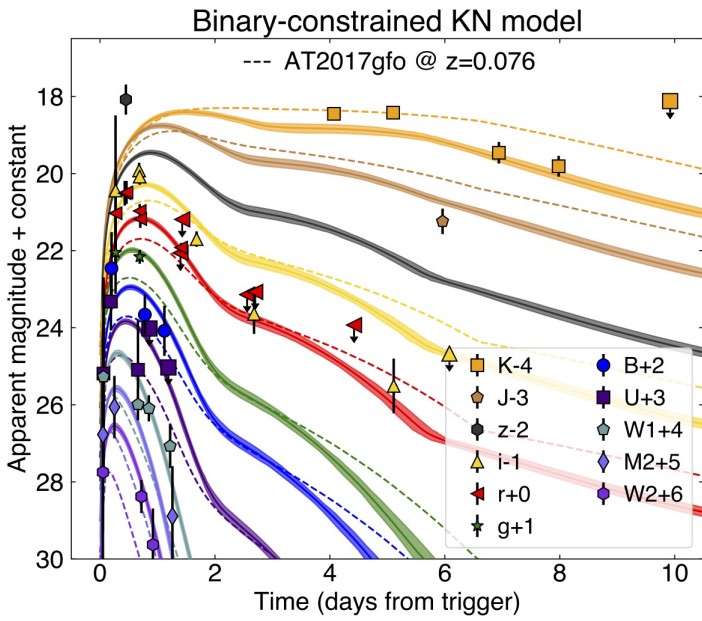 Binary-constrained KN model
AT2017gfo @ z=0.076
Apparent magnitude + constant
18
20
22
24
26
28
30
K-4
J-3
z-2
i-1
r+0
g+1
B+2
U+3
W1+4
M2+5
W2+6
0
2
4
6
8
10
Time (days from trigger)